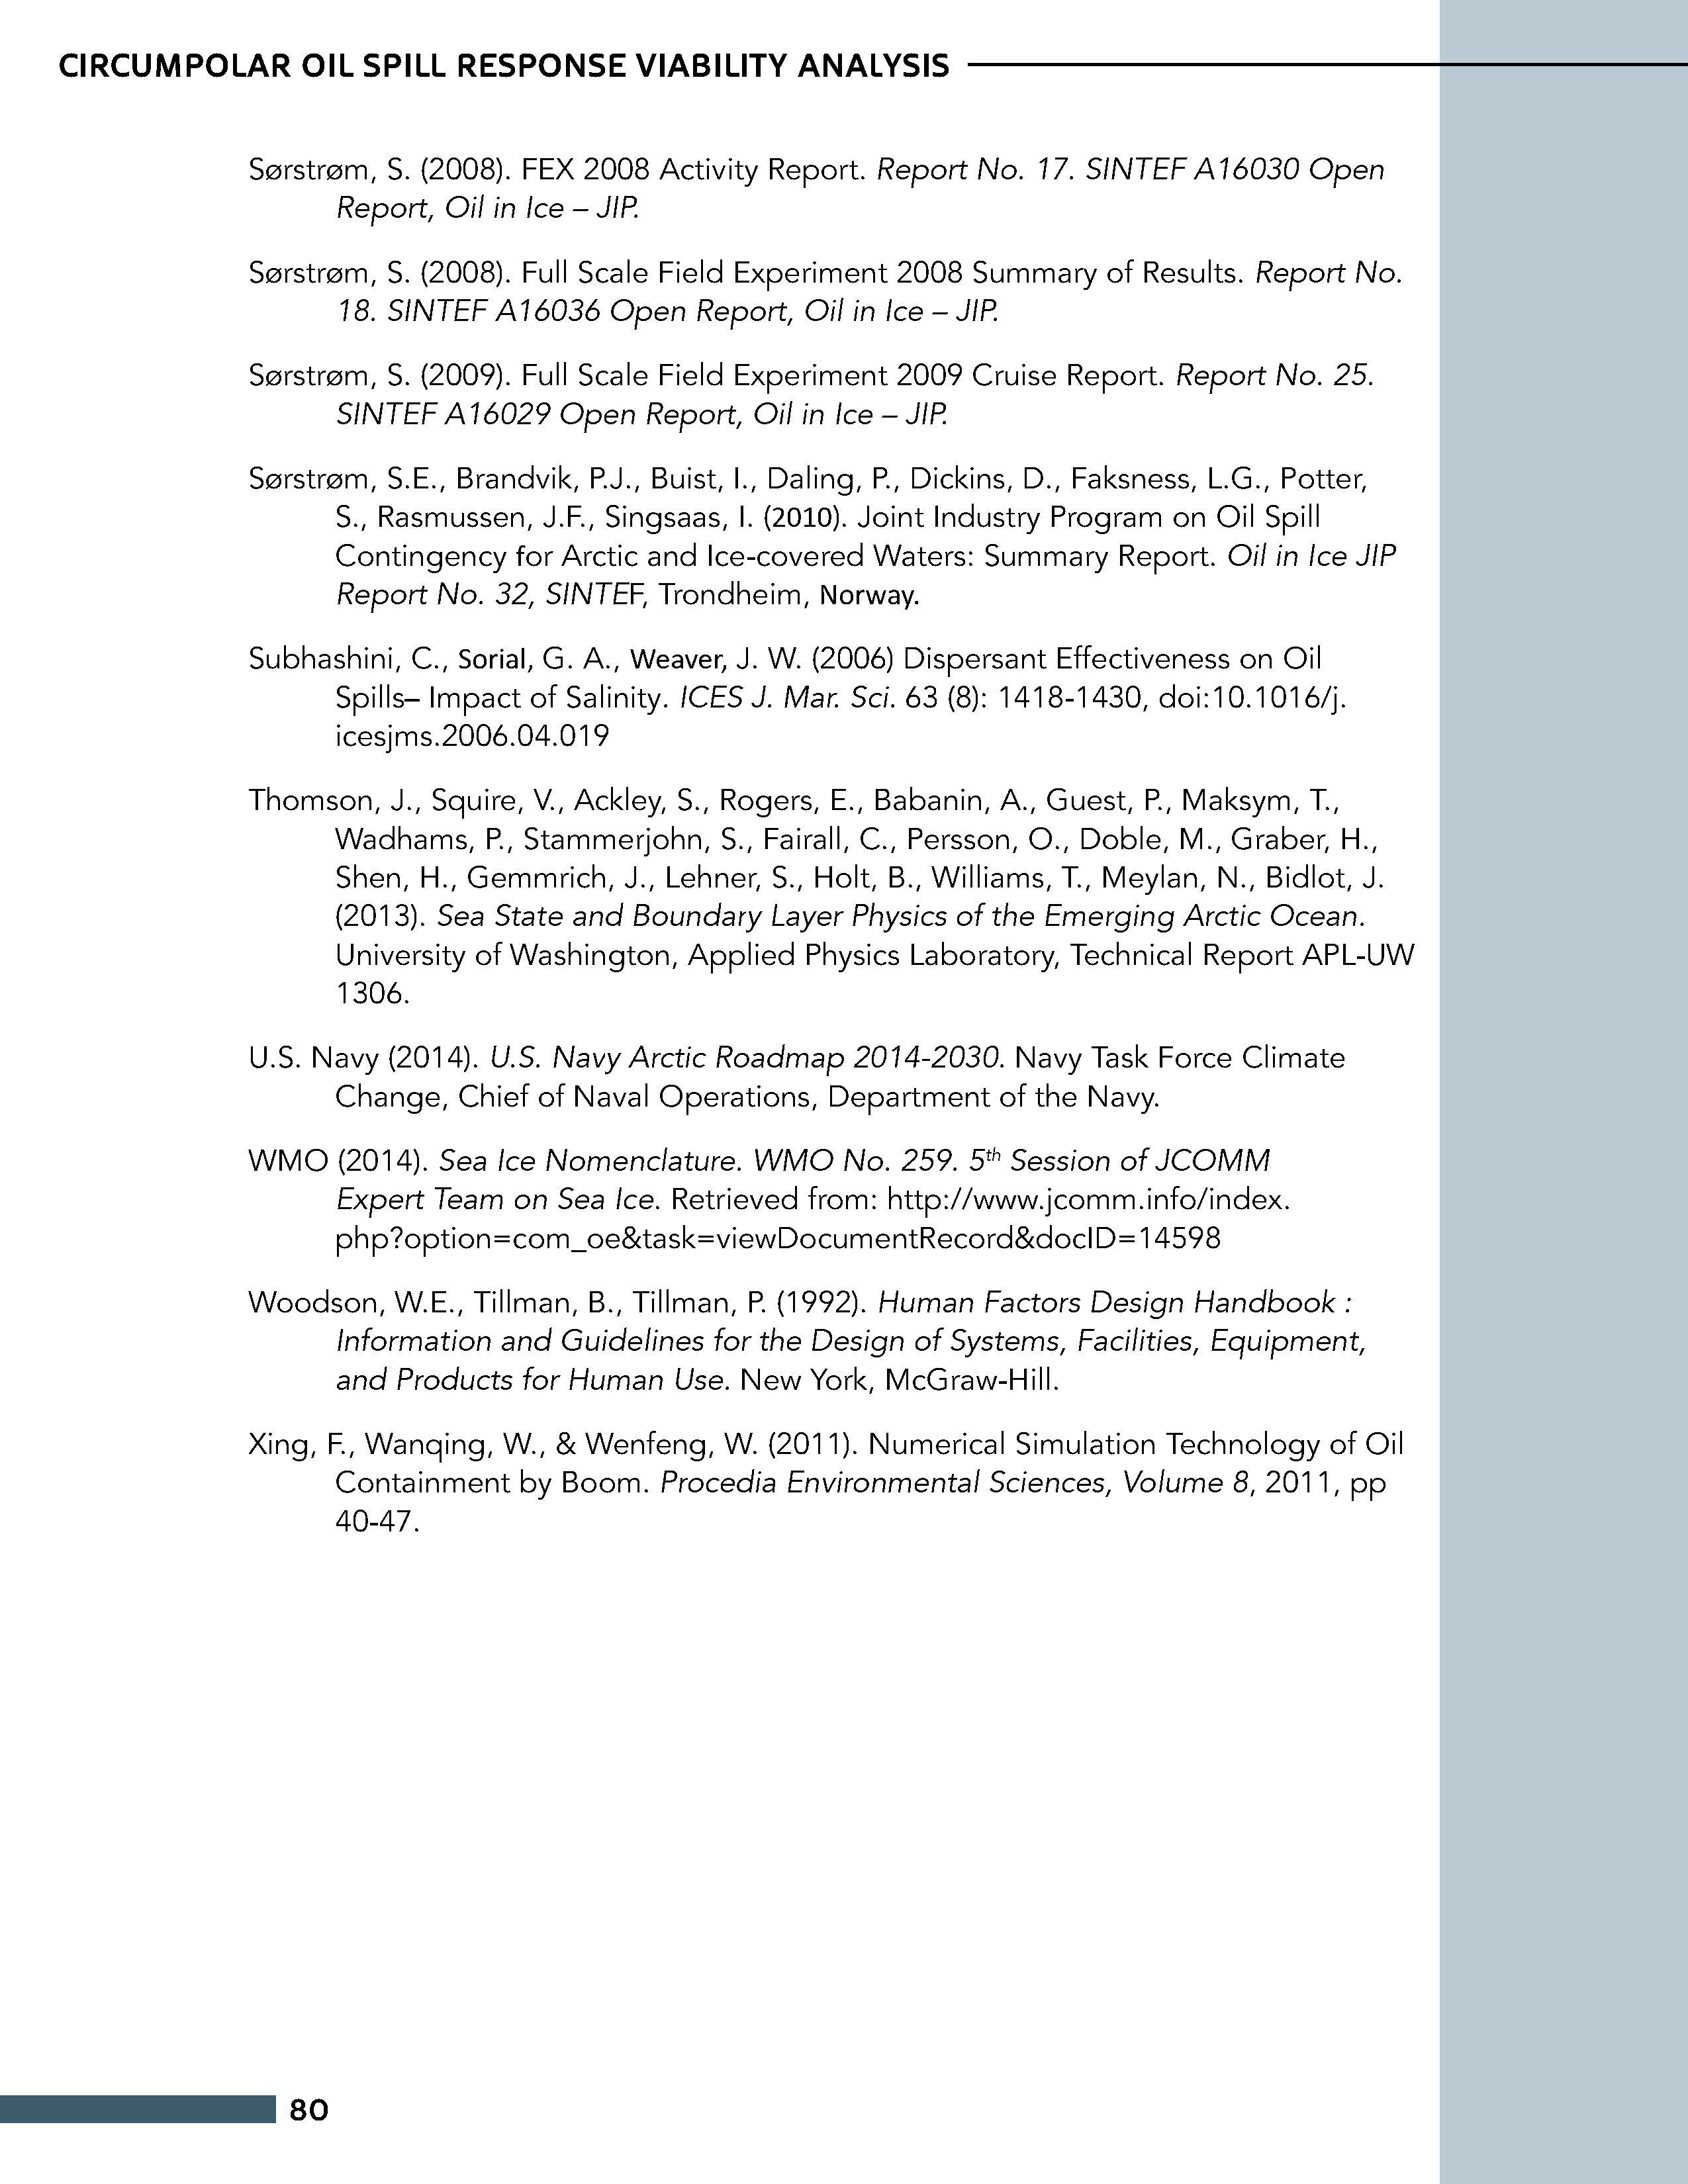 CIRCUMPOLAR OIL SPILL RESPONSE VIABILITY ANALYSIS
Sørstrøm, S. (2008). FEX 2008 Activity Report. Report No. 17. SINTEF A16030 Open
Report, Oil in Ice – JIP.
Sørstrøm, S. (2008). Full Scale Field Experiment 2008 Summary of Results. Report No.
18. SINTEF A16036 Open Report, Oil in Ice – JIP.
Sørstrøm, S. (2009). Full Scale Field Experiment 2009 Cruise Report. Report No. 25.
SINTEF A16029 Open Report, Oil in Ice – JIP.
Sørstrøm, S.E., Brandvik, P.J., Buist, I., Daling, P., Dickins, D., Faksness, L.G., Potter,
S., Rasmussen, J.F., Singsaas, I. (2010). Joint Industry Program on Oil Spill
Contingency for Arctic and Ice-covered Waters: Summary Report. Oil in Ice JIP
Report No. 32, SINTEF, Trondheim, Norway.
Subhashini, C., Sorial, G. A., Weaver, J. W. (2006) Dispersant Effectiveness on Oil
Spills– Impact of Salinity. ICES J. Mar. Sci. 63 (8): 1418-1430, doi:10.1016/j.
icesjms.2006.04.019
Thomson, J., Squire, V., Ackley, S., Rogers, E., Babanin, A., Guest, P., Maksym, T.,
Wadhams, P., Stammerjohn, S., Fairall, C., Persson, O., Doble, M., Graber, H.,
Shen, H., Gemmrich, J., Lehner, S., Holt, B., Williams, T., Meylan, N., Bidlot, J.
(2013). Sea State and Boundary Layer Physics of the Emerging Arctic Ocean.
University of Washington, Applied Physics Laboratory, Technical Report APL-UW
1306.
U.S. Navy (2014). U.S. Navy Arctic Roadmap 2014-2030. Navy Task Force Climate
Change, Chief of Naval Operations, Department of the Navy.
WMO (2014). Sea Ice Nomenclature. WMO No. 259. 5th Session of JCOMM
Expert Team on Sea Ice. Retrieved from: http://www.jcomm.info/index.
php?option=com_oe&task=viewDocumentRecord&docID=14598
Woodson, W.E., Tillman, B., Tillman, P. (1992). Human Factors Design Handbook :
Information and Guidelines for the Design of Systems, Facilities, Equipment,
and Products for Human Use. New York, McGraw-Hill.
Xing, F., Wanqing, W., & Wenfeng, W. (2011). Numerical Simulation Technology of Oil
Containment by Boom. Procedia Environmental Sciences, Volume 8, 2011, pp
40-47.
80